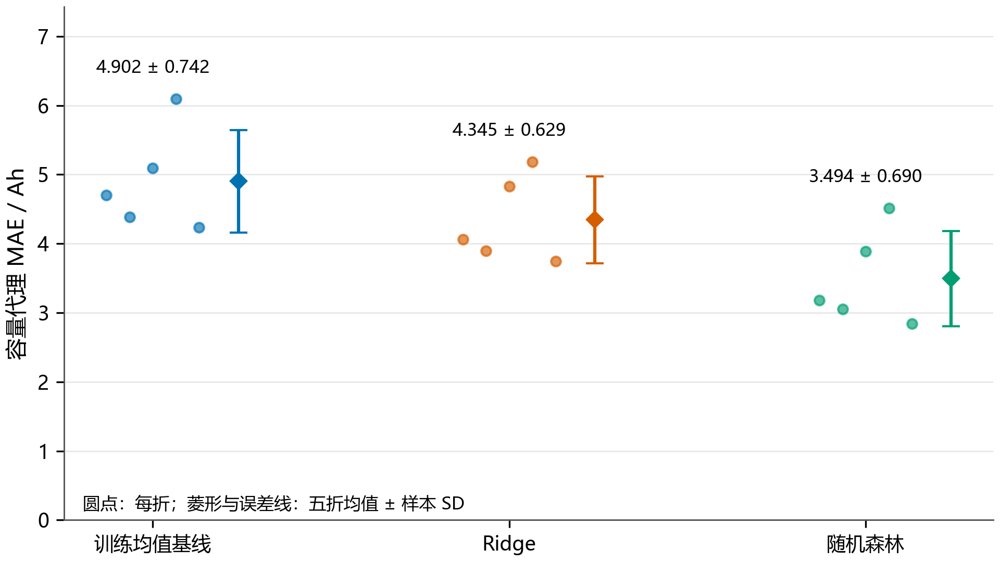 容量代理 MAE / Ah
7
6
5
4
3
2
1
0
4.902 ± 0.742
4.345 ± 0.629
3.494 ± 0.690
圆点：每折；菱形与误差线：五折均值 ± 样本 SD
训练均值基线
Ridge
随机森林